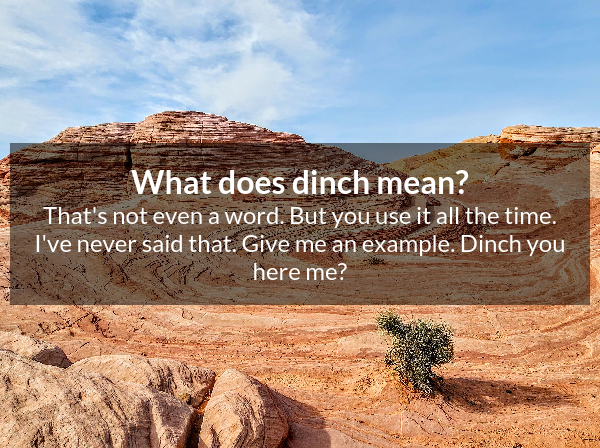 What does dinch mean?
That's not even a word. But you use it all the time.
I've never said that. Give me an example. Dinch you
here me?